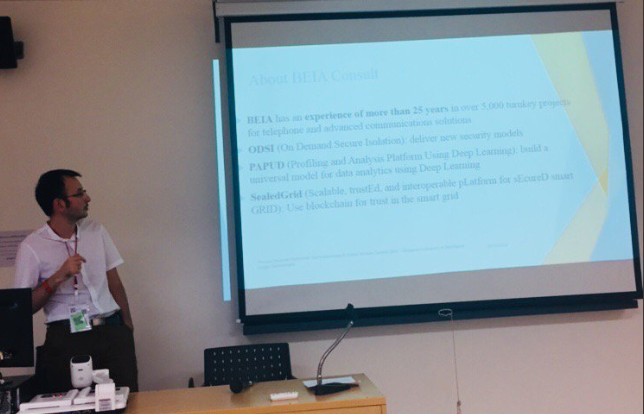 About BEIA Consult
BEIA has an experience of more than 25 years in over 5,000 turnkey projects
for telephone and advanced communications solutions
ODSI (On Demand Secure Isolation): deliver new security models
PAPUD (Profiling and Analysis Platform Using Deep Learning): build a
universal model for data analytics using Deep Learning
SealedGrid (Scalable, trustEd, and interoperable pLatform for sEcureD smart
GRID): Use blockchain for trust in the smart grid